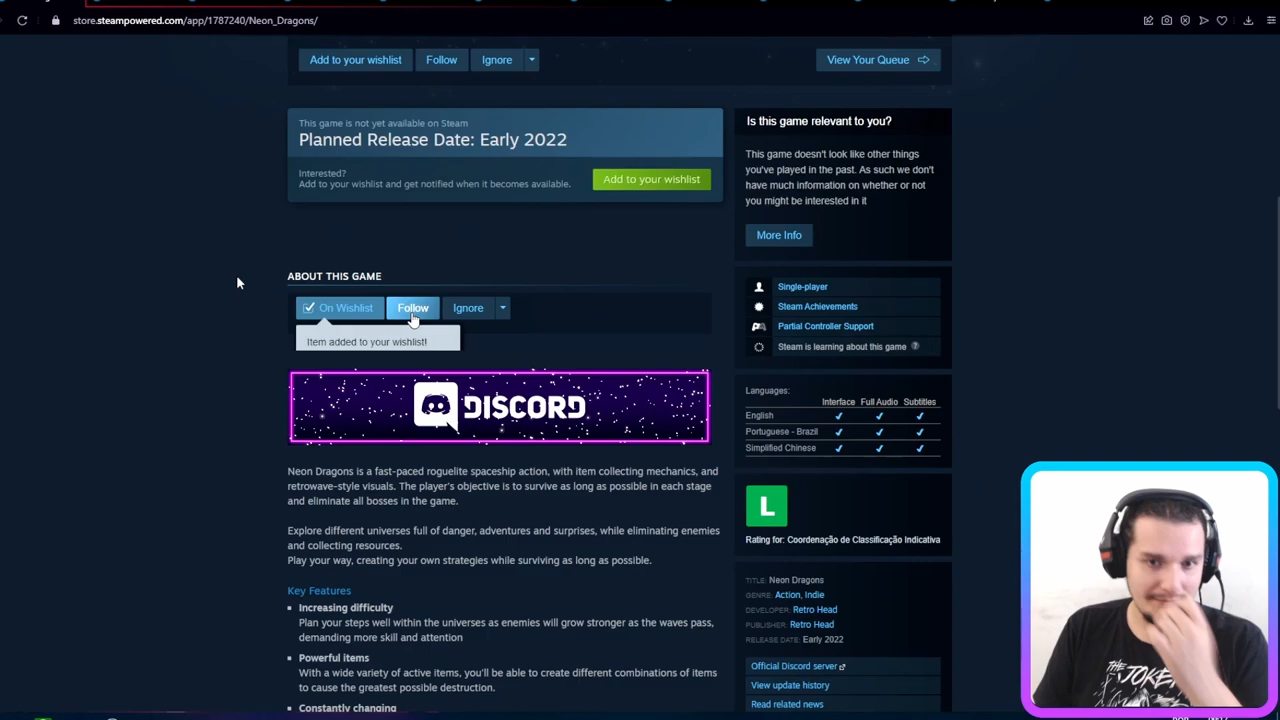 store.steampowered.com/app/1787240/Neon_Dragons/
Add to your wishlist
Follow
Ignore
View Your Queue
This game is not yet available on Steam
Planned Release Date: Early 2022
Interested?
Add to your wishlist and get notified when it becomes available.
Add to your wishlist
ABOUT THIS GAME
On Wishlist
Follow
Ignore
Item added to your wishlist!
DISCORD
Neon Dragons is a fast-paced roguelite spaceship action, with item collecting mechanics, and
retrowave-style visuals. The player's objective is to survive as long as possible in each stage
and eliminate all bosses in the game.
Explore different universes full of danger, adventures and surprises, while eliminating enemies
and collecting resources.
Play your way, creating your own strategies while surviving as long as possible.
Key Features
Increasing difficulty
Plan your steps well within the universes as enemies will grow stronger as the waves pass,
demanding more skill and attention
Powerful items
With a wide variety of active items, you'll be able to create different combinations of items
to cause the greatest possible destruction.
Constantly changing
Is this game relevant to you?
This game doesn't look like other things
you've played in the past. As such we don't
have much information on whether or not
you might be interested in it
More Info
Single-player
Steam Achievements
Partial Controller Support
Steam is learning about this game ?
Languages:
Interface Full Audio Subtitles
English ✔ ✔ ✔
Portuguese - Brazil ✔ ✔ ✔
Simplified Chinese ✔ ✔ ✔
L
Rating for: Coordenação de Classificação Indicativa
TITLE: Neon Dragons
GENRE: Action, Indie
DEVELOPER: Retro Head
PUBLISHER: Retro Head
RELEASE DATE: Early 2022
Official Discord server
View update history
Read related news
THE JOKER